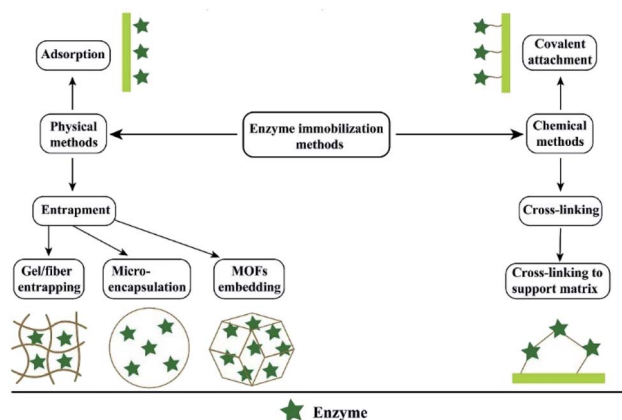 Adsorption
Covalent
attachment
Physical
methods
Enzyme immobilization
methods
Chemical
methods
Entrapment
Cross-linking
Gel/fiber
entrapping
Micro-
encapsulation
MOFs
embedding
Cross-linking to
support matrix
Enzyme